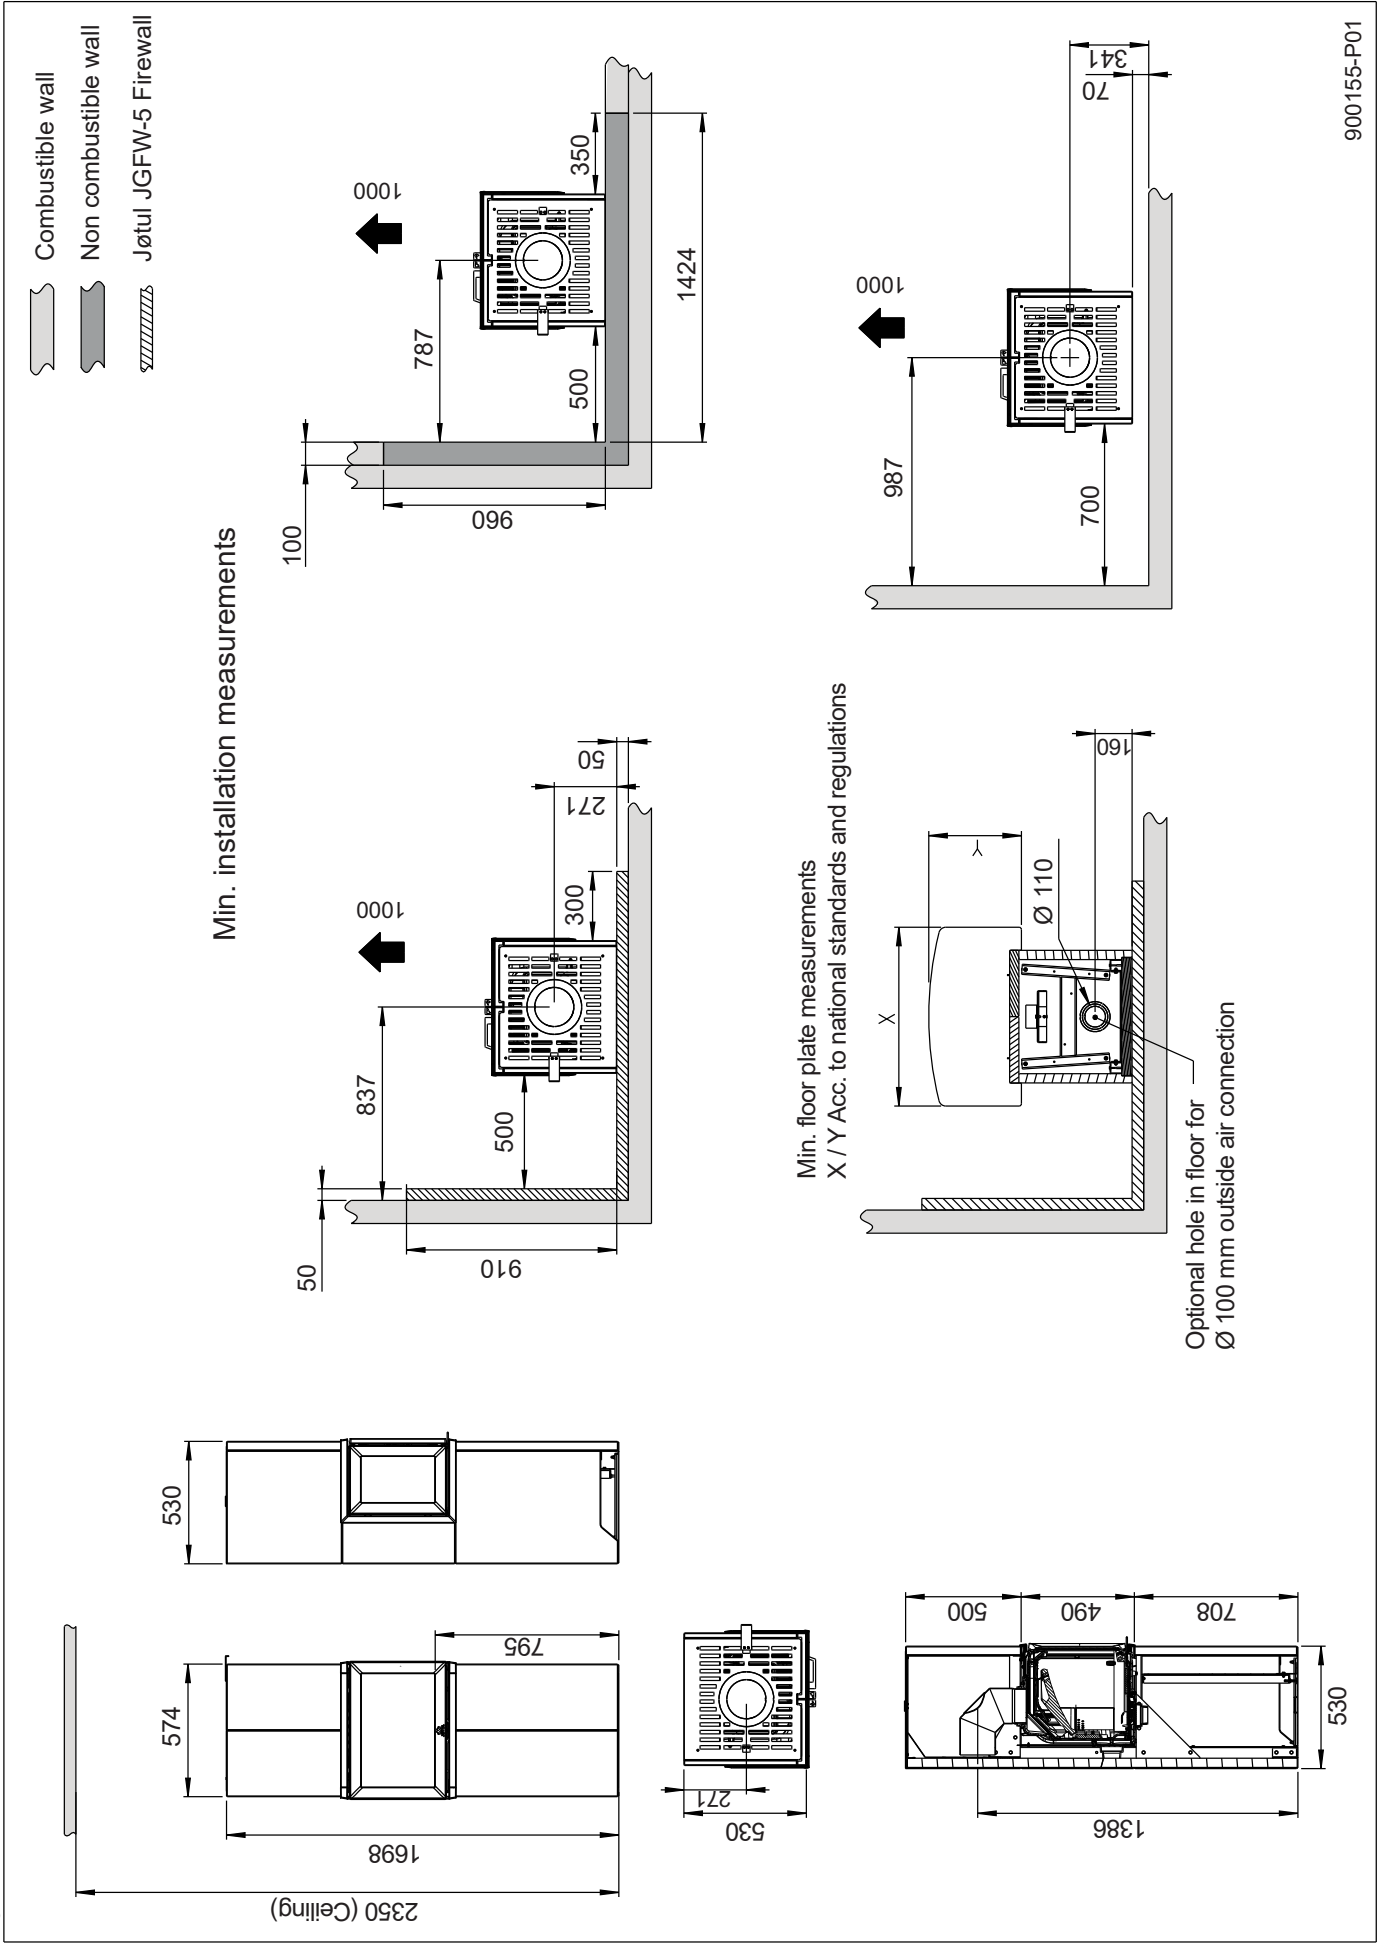 Combustible wall
Non combustible wall
Jøtul JGFW-5 Firewall
Min. installation measurements
2350 (Ceiling)
1698
574
795
530
50
910
837
500
1000
300
271
50
100
960
787
500
1000
350
1424
530
271
1386
530
500
490
708
Min. floor plate measurements
X / Y Acc. to national standards and regulations
X
Y
Ø 110
160
Optional hole in floor for
Ø 100 mm outside air connection
987
700
1000
341
70
900155-P01